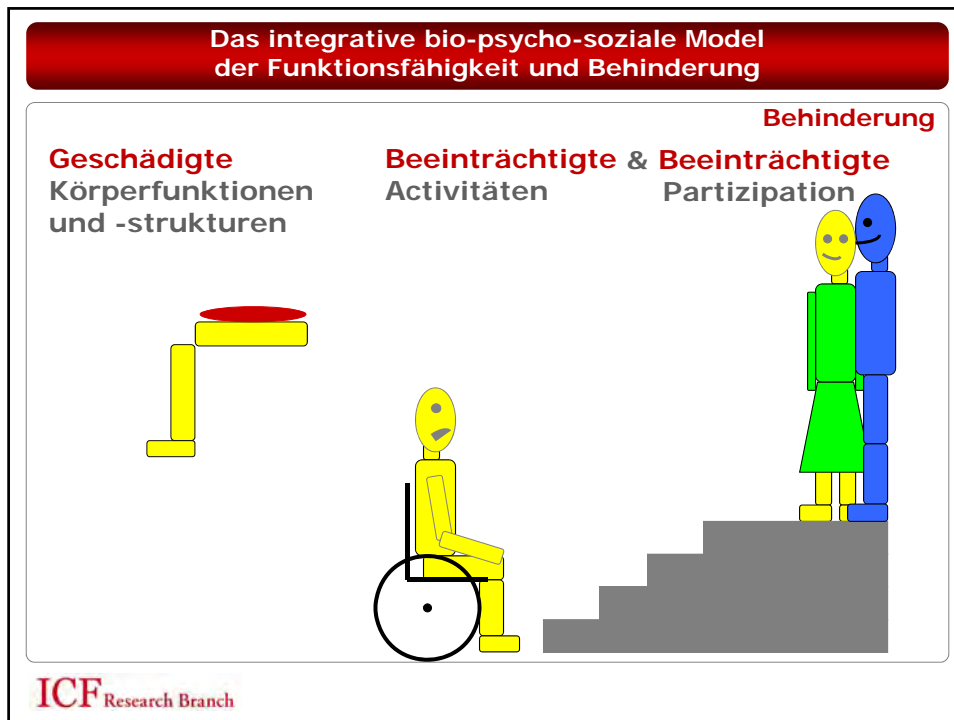 Das integrative bio-psycho-soziale Model
der Funktionsfähigkeit und Behinderung
Behinderung
Geschädigte
Körperfunktionen
und -strukturen
Beeinträchtigte & Beeinträchtigte
Activitäten
Partizipation
ICF Research Branch